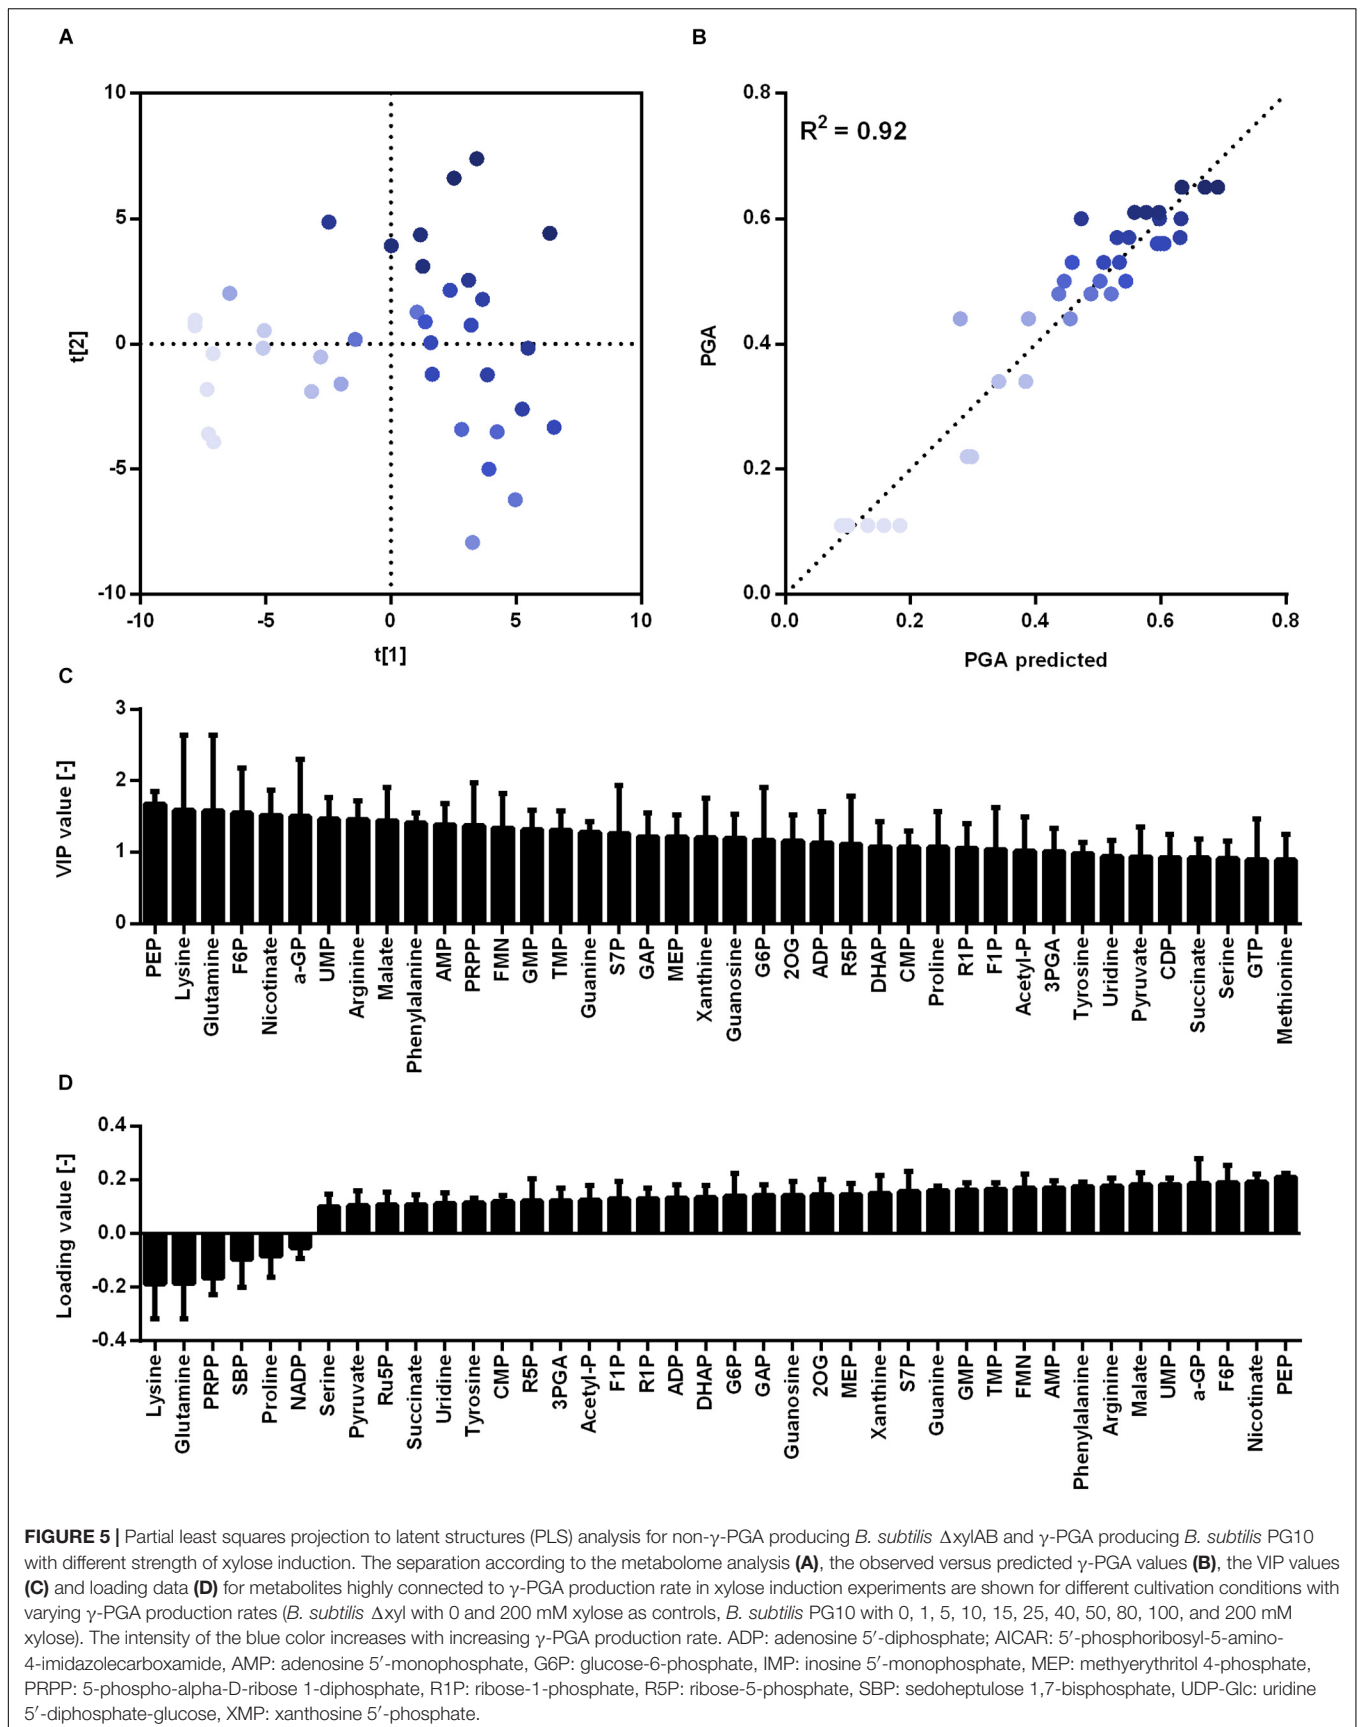 A
B
10
5
0
-5
-10
t[2]
-10
-5
0
5
10
t[1]
0.8
0.6
0.4
0.2
0.0
PGA
R² = 0.92
0.0
0.2
0.4
0.6
0.8
PGA predicted
C
3
2
1
0
VIP value [-]
PEP
Lysine
Glutamine
F6P
Nicotinate
a-GP
UMP
Arginine
Malate
Phenylalanine
AMP
PRPP
FMN
GMP
TMP
Guanine
S7P
GAP
MEP
Xanthine
Guanosine
G6P
2OG
ADP
R5P
DHAP
CMP
Proline
R1P
F1P
Acetyl-P
3PGA
Tyrosine
Uridine
Pyruvate
CDP
Succinate
Serine
GTP
Methionine
D
0.4
0.2
0.0
-0.2
-0.4
Loading value [-]
Lysine
Glutamine
PRPP
SBP
Proline
NADP
Serine
Pyruvate
Ru5P
Succinate
Uridine
Tyrosine
CMP
R5P
3PGA
Acetyl-P
F1P
R1P
ADP
DHAP
G6P
GAP
Guanosine
2OG
MEP
Xanthine
S7P
Guanine
GMP
TMP
FMN
AMP
Phenylalanine
Arginine
Malate
UMP
a-GP
F6P
Nicotinate
PEP
FIGURE 5 | Partial least squares projection to latent structures (PLS) analysis for non-γ-PGA producing B. subtilis ΔxylAB and γ-PGA producing B. subtilis PG10
with different strength of xylose induction. The separation according to the metabolome analysis (A), the observed versus predicted γ-PGA values (B), the VIP values
(C) and loading data (D) for metabolites highly connected to γ-PGA production rate in xylose induction experiments are shown for different cultivation conditions with
varying γ-PGA production rates (B. subtilis Δxyl with 0 and 200 mM xylose as controls, B. subtilis PG10 with 0, 1, 5, 10, 15, 25, 40, 50, 80, 100, and 200 mM
xylose). The intensity of the blue color increases with increasing γ-PGA production rate. ADP: adenosine 5′-diphosphate; AICAR: 5′-phosphoribosyl-5-amino-
4-imidazolecarboxamide, AMP: adenosine 5′-monophosphate, G6P: glucose-6-phosphate, IMP: inosine 5′-monophosphate, MEP: methyerythritol 4-phosphate,
PRPP: 5-phospho-alpha-D-ribose 1-diphosphate, R1P: ribose-1-phosphate, R5P: ribose-5-phosphate, SBP: sedoheptulose 1,7-bisphosphate, UDP-Glc: uridine
5′-diphosphate-glucose, XMP: xanthosine 5′-phosphate.